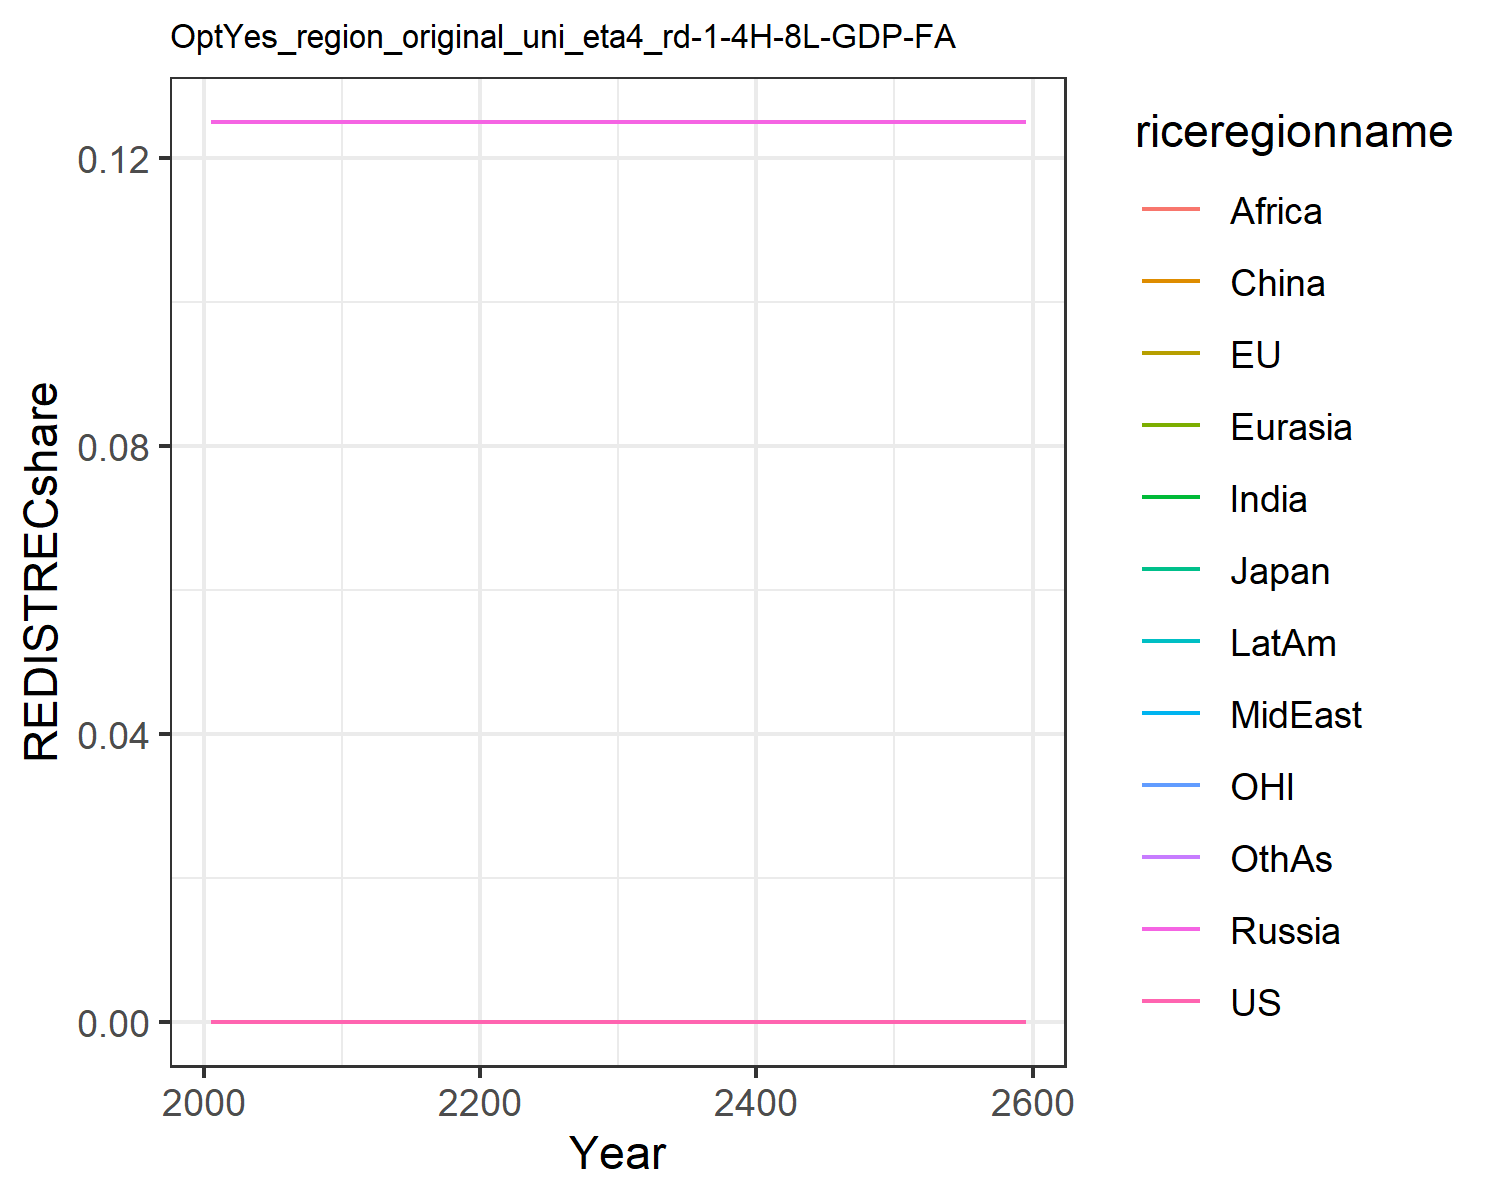 OptYes_region_original_uni_eta4_rd-1-4H-8L-GDP-FA
REDISTRECshare
0.12
0.08
0.04
0.00
2000 2200 2400 2600
Year
riceregionname
Africa
China
EU
Eurasia
India
Japan
LatAm
MidEast
OHI
OthAs
Russia
US